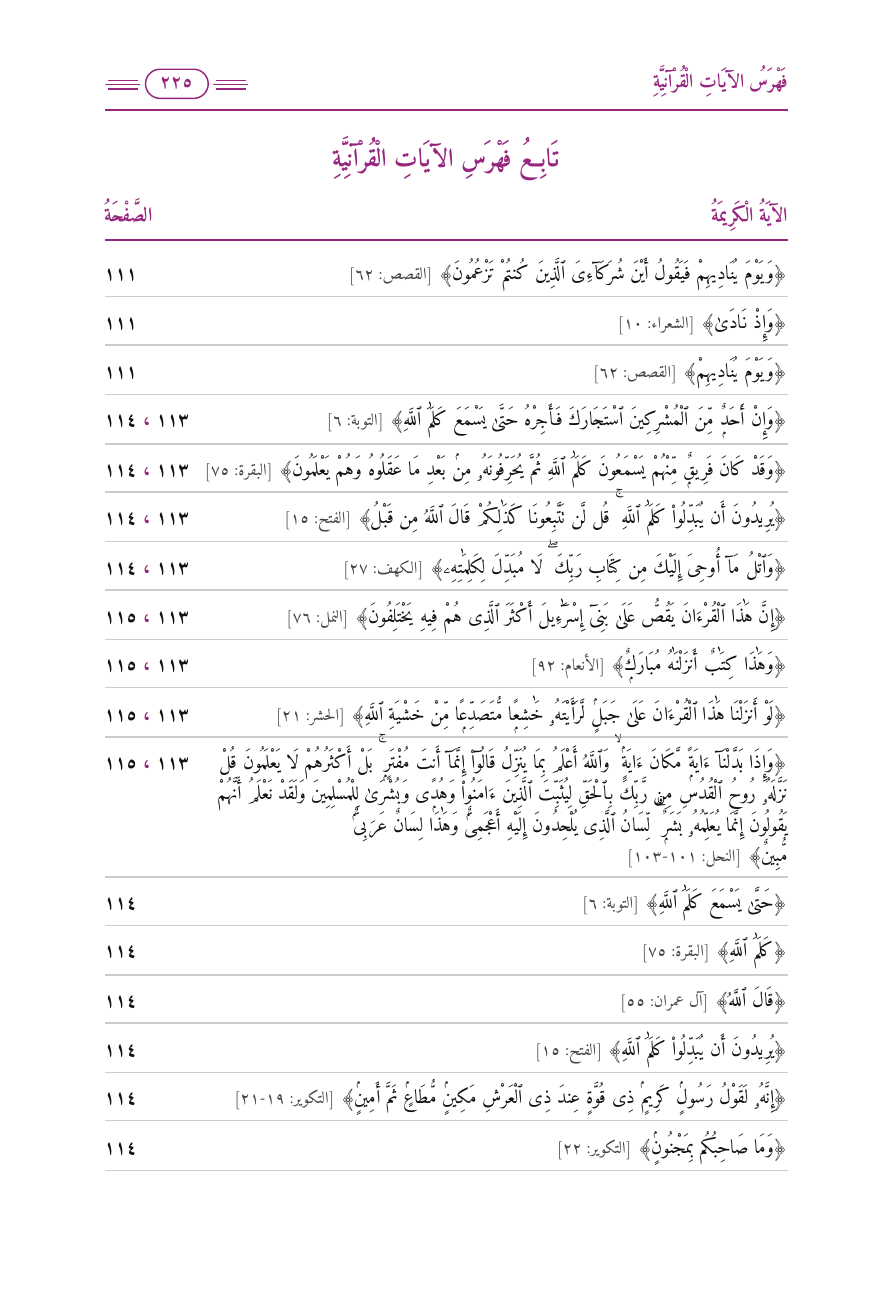 فَهْرَسُ الآيَاتِ الْقُرْآنِيَّةِ
٢٢٥
تَابِعُ فَهْرَسِ الآيَاتِ الْقُرْآنِيَّةِ
الآيَةُ الْكَرِيمَةُ الصَّفْحَةُ
﴿وَيَوْمَ يُنَادِيهِمْ فَيَقُولُ أَيْنَ شُرَكَآءِىَ ٱلَّذِينَ كُنتُمْ تَزْعُمُونَ﴾ [القصص: ٦٢] ١١١
﴿وَإِذْ نَادَىٰ﴾ [الشعراء: ١٠] ١١١
﴿وَيَوْمَ يُنَادِيهِمْ﴾ [القصص: ٦٢] ١١١
﴿وَإِنْ أَحَدٌ مِّنَ ٱلْمُشْرِكِينَ ٱسْتَجَارَكَ فَأَجِرْهُ حَتَّىٰ يَسْمَعَ كَلَٰمَ ٱللَّهِ﴾ [التوبة: ٦] ١١٣ ، ١١٤
﴿وَقَدْ كَانَ فَرِيقٌ مِّنْهُمْ يَسْمَعُونَ كَلَٰمَ ٱللَّهِ ثُمَّ يُحَرِّفُونَهُۥ مِنۢ بَعْدِ مَا عَقَلُوهُ وَهُمْ يَعْلَمُونَ﴾ [البقرة: ٧٥] ١١٣ ، ١١٤
﴿يُرِيدُونَ أَن يُبَدِّلُوا۟ كَلَٰمَ ٱللَّهِ ۚ قُل لَّن تَتَّبِعُونَا كَذَٰلِكُمْ قَالَ ٱللَّهُ مِن قَبْلُ﴾ [الفتح: ١٥] ١١٣ ، ١١٤
﴿وَٱتْلُ مَآ أُوحِىَ إِلَيْكَ مِن كِتَابِ رَبِّكَ ۖ لَا مُبَدِّلَ لِكَلِمَٰتِهِۦ﴾ [الكهف: ٢٧] ١١٣ ، ١١٤
﴿إِنَّ هَٰذَا ٱلْقُرْءَانَ يَقُصُّ عَلَىٰ بَنِىٓ إِسْرَٰٓءِيلَ أَكْثَرَ ٱلَّذِى هُمْ فِيهِ يَخْتَلِفُونَ﴾ [النمل: ٧٦] ١١٣ ، ١١٥
﴿وَهَٰذَا كِتَٰبٌ أَنزَلْنَٰهُ مُبَارَكٌ﴾ [الأنعام: ٩٢] ١١٣ ، ١١٥
﴿لَوْ أَنزَلْنَا هَٰذَا ٱلْقُرْءَانَ عَلَىٰ جَبَلٍ لَّرَأَيْتَهُۥ خَٰشِعًا مُّتَصَدِّعًا مِّنْ خَشْيَةِ ٱللَّهِ﴾ [الحشر: ٢١] ١١٣ ، ١١٥
﴿وَإِذَا بَدَّلْنَآ ءَايَةً مَّكَانَ ءَايَةٍ ۙ وَٱللَّهُ أَعْلَمُ بِمَا يُنَزِّلُ قَالُوٓا۟ إِنَّمَآ أَنتَ مُفْتَرٍۭ ۚ بَلْ أَكْثَرُهُمْ لَا يَعْلَمُونَ قُلْ ١١٣ ، ١١٥
نَزَّلَهُۥ رُوحُ ٱلْقُدُسِ مِن رَّبِّكَ بِٱلْحَقِّ لِيُثَبِّتَ ٱلَّذِينَ ءَامَنُوا۟ وَهُدًى وَبُشْرَىٰ لِلْمُسْلِمِينَ وَلَقَدْ نَعْلَمُ أَنَّهُمْ
يَقُولُونَ إِنَّمَا يُعَلِّمُهُۥ بَشَرٌ ۗ لِّسَانُ ٱلَّذِى يُلْحِدُونَ إِلَيْهِ أَعْجَمِىٌّ وَهَٰذَا لِسَانٌ عَرَبِىٌّ
مُّبِينٌ﴾ [النحل: ١٠١-١٠٣]
﴿حَتَّىٰ يَسْمَعَ كَلَٰمَ ٱللَّهِ﴾ [التوبة: ٦] ١١٤
﴿كَلَٰمَ ٱللَّهِ﴾ [البقرة: ٧٥] ١١٤
﴿قَالَ ٱللَّهُ﴾ [آل عمران: ٥٥] ١١٤
﴿يُرِيدُونَ أَن يُبَدِّلُوا۟ كَلَٰمَ ٱللَّهِ﴾ [الفتح: ١٥] ١١٤
﴿إِنَّهُۥ لَقَوْلُ رَسُولٍ كَرِيمٍ ذِى قُوَّةٍ عِندَ ذِى ٱلْعَرْشِ مَكِينٍ مُّطَاعٍ ثَمَّ أَمِينٍ﴾ [التكوير: ١٩-٢١] ١١٤
﴿وَمَا صَاحِبُكُم بِمَجْنُونٍ﴾ [التكوير: ٢٢] ١١٤